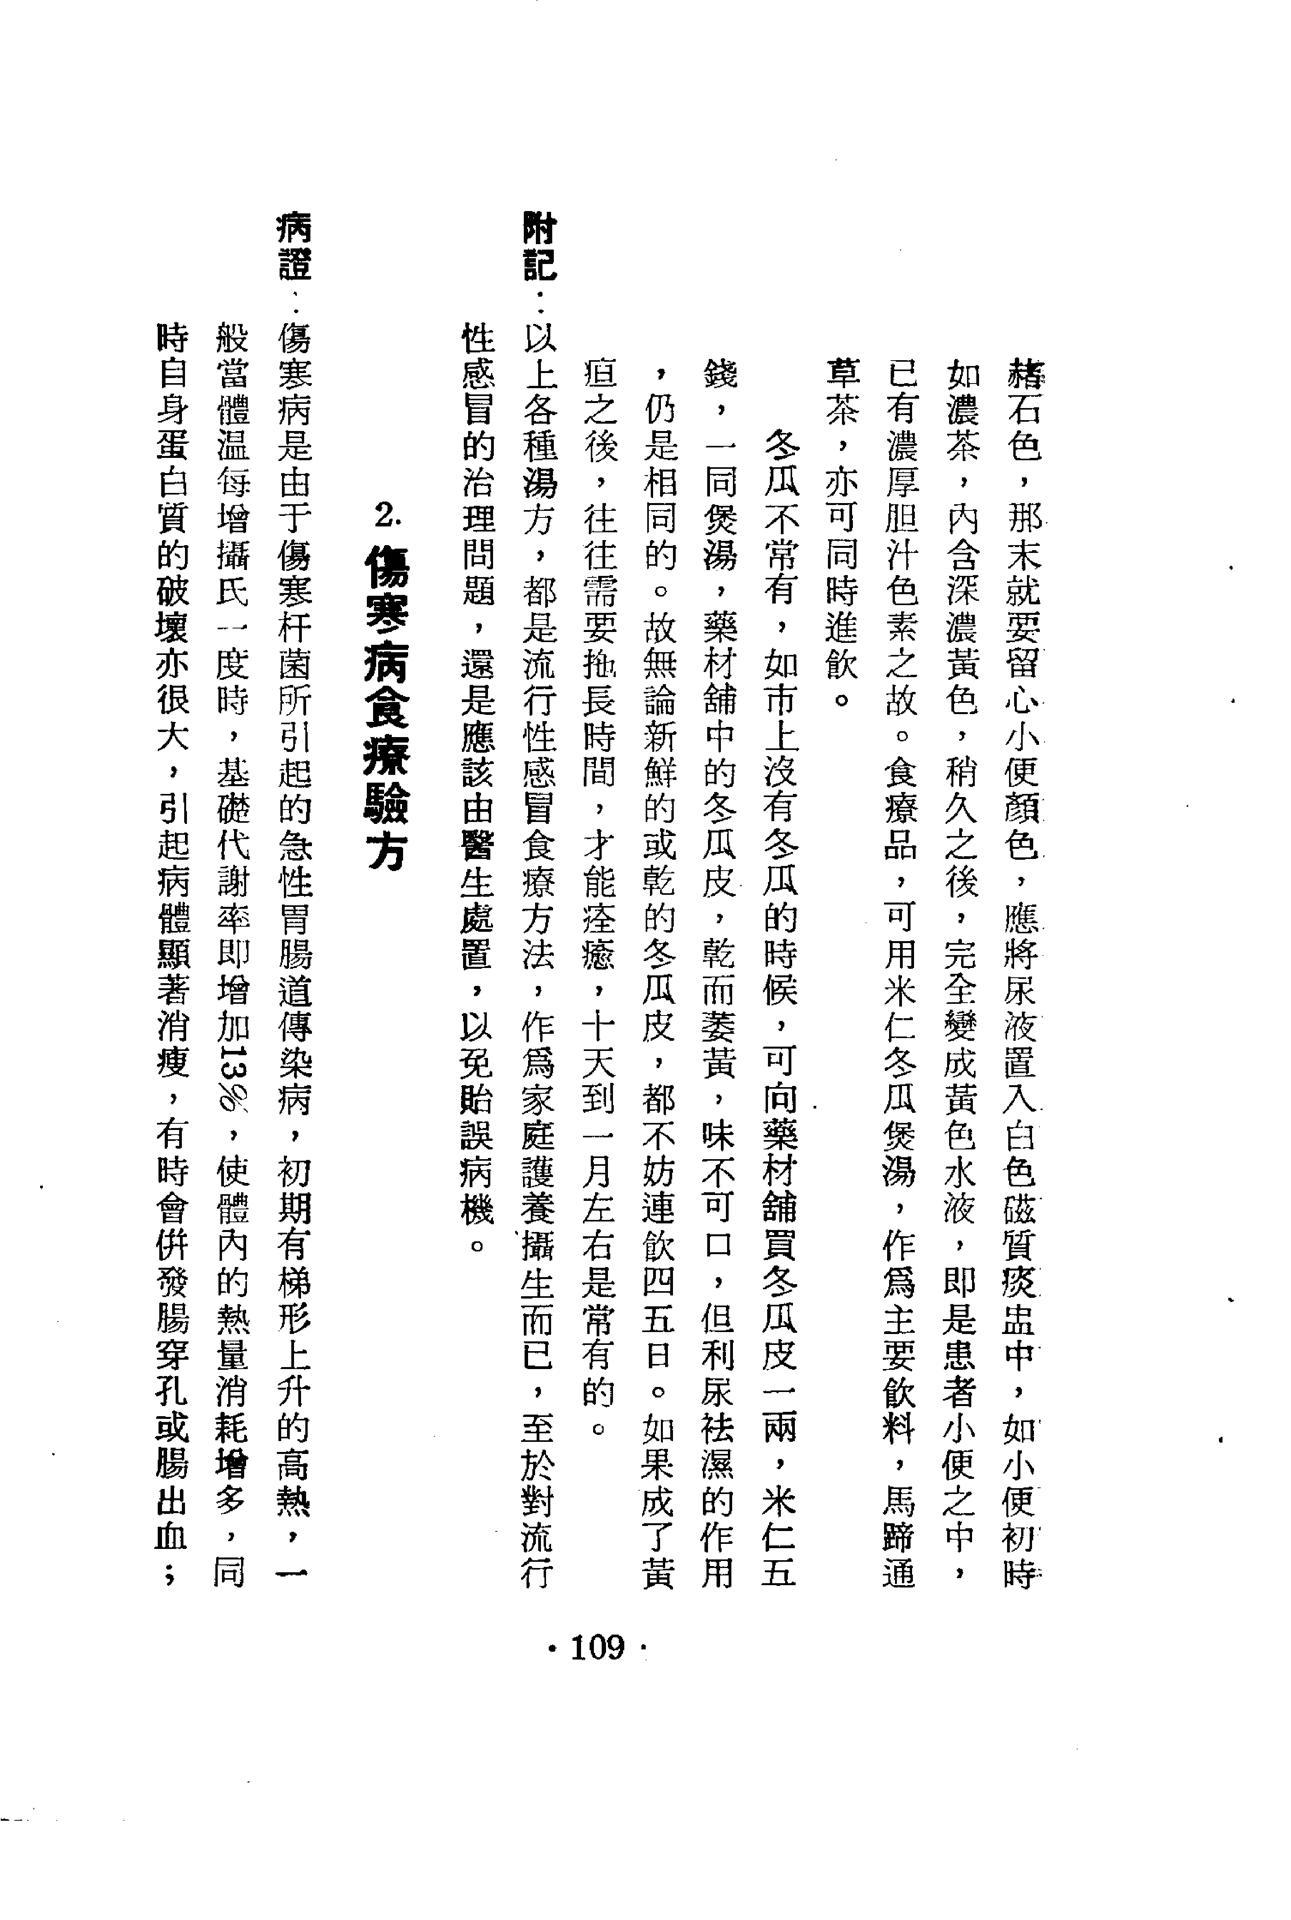 赭石色，那末就要留心小便顏色，應將尿液置入白色磁質痰盂中，如小便初時
如濃茶，內含深濃黃色，稍久之後，完全變成黃色水液，即是患者小便之中，
已有濃厚胆汁色素之故。食療品，可用米仁冬瓜煲湯，作爲主要飲料，馬蹄通
草茶，亦可同時進飲。
冬瓜不常有，如市上沒有冬瓜的時候，可向藥材舖買冬瓜皮一兩，米仁五
錢，一同煲湯，藥材舖中的冬瓜皮，乾而萎黃，味不可口，但利尿祛濕的作用
，仍是相同的。故無論新鮮的或乾的冬瓜皮，都不妨連飲四五日。如果成了黃
疸之後，往往需要拖長時間，才能痊癒，十天到一月左右是常有的。
附記：以上各種湯方，都是流行性感冒食療方法，作爲家庭護養攝生而已，至於對流行
性感冒的治理問題，還是應該由醫生處置，以免貽誤病機。
2. 傷寒病食療驗方
病證：傷寒病是由于傷寒杆菌所引起的急性胃腸道傳染病，初期有梯形上升的高熱，一
般當體温每增攝氏一度時，基礎代謝率即增加13%，使體內的熱量消耗增多，同
時自身蛋白質的破壞亦很大，引起病體顯著消瘦，有時會併發腸穿孔或腸出血；
·109·